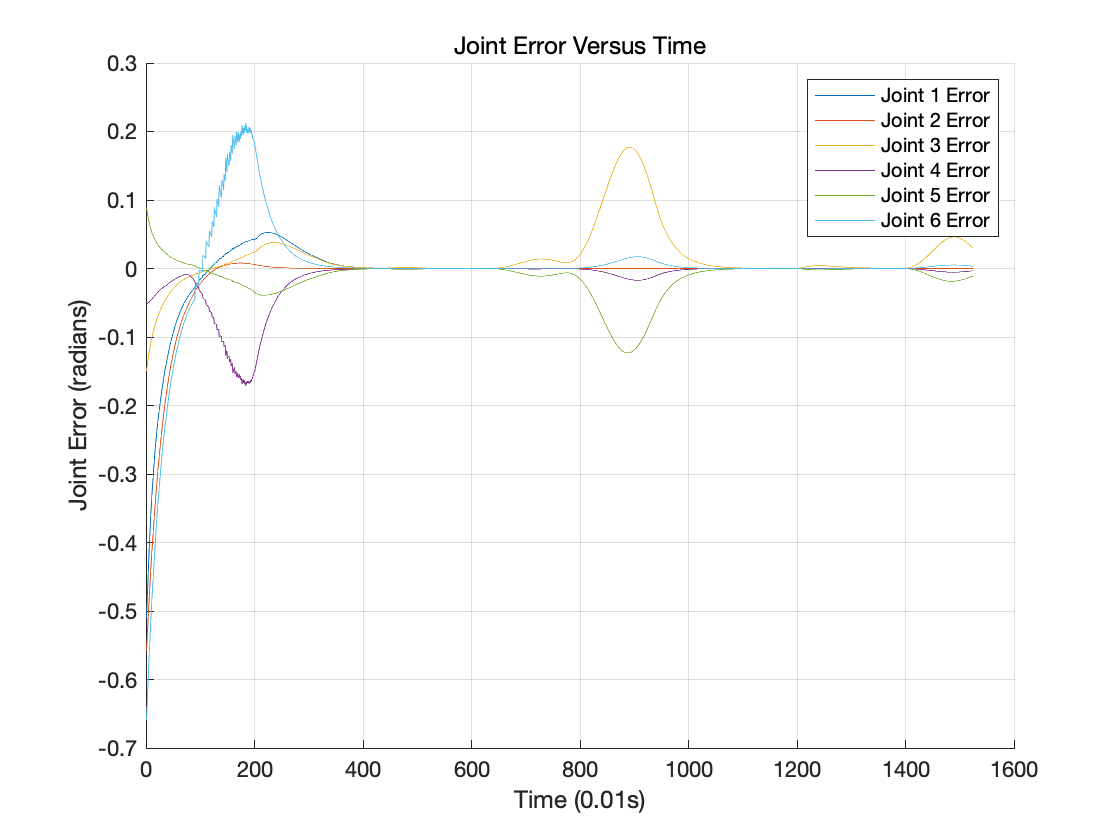 Joint Error Versus Time
0.3
0.2
0.1
0
-0.1
-0.2
-0.3
-0.4
-0.5
-0.6
-0.7
Joint Error (radians)
Joint 1 Error
Joint 2 Error
Joint 3 Error
Joint 4 Error
Joint 5 Error
Joint 6 Error
0 200 400 600 800 1000 1200 1400 1600
Time (0.01s)